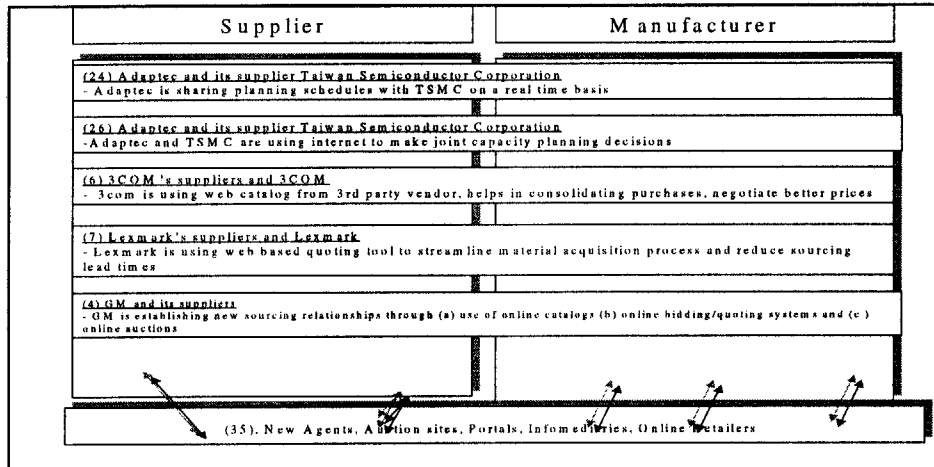 Supplier
Manufacturer
(24) Adaptec and its supplier Taiwan Semiconductor Corporation
- Adaptec is sharing planning schedules with TSMC on a real time basis
(26) Adaptec and its supplier Taiwan Semiconductor Corporation
-Adaptec and TSMC are using internet to make joint capacity planning decisions
(6) 3COM's suppliers and 3COM
- 3com is using web catalog from 3rd party vendor, helps in consolidating purchases, negotiate better prices
(7) Lexmark's suppliers and Lexmark
- Lexmark is using web based quoting tool to streamline material acquisition process and reduce sourcing
lead times
(4) GM and its suppliers
- GM is establishing new sourcing relationships through (a) use of online catalogs (b) online bidding/quoting systems and (c )
online auctions
(35). New Agents, Auction sites, Portals, Infomediaries, Online Retailers